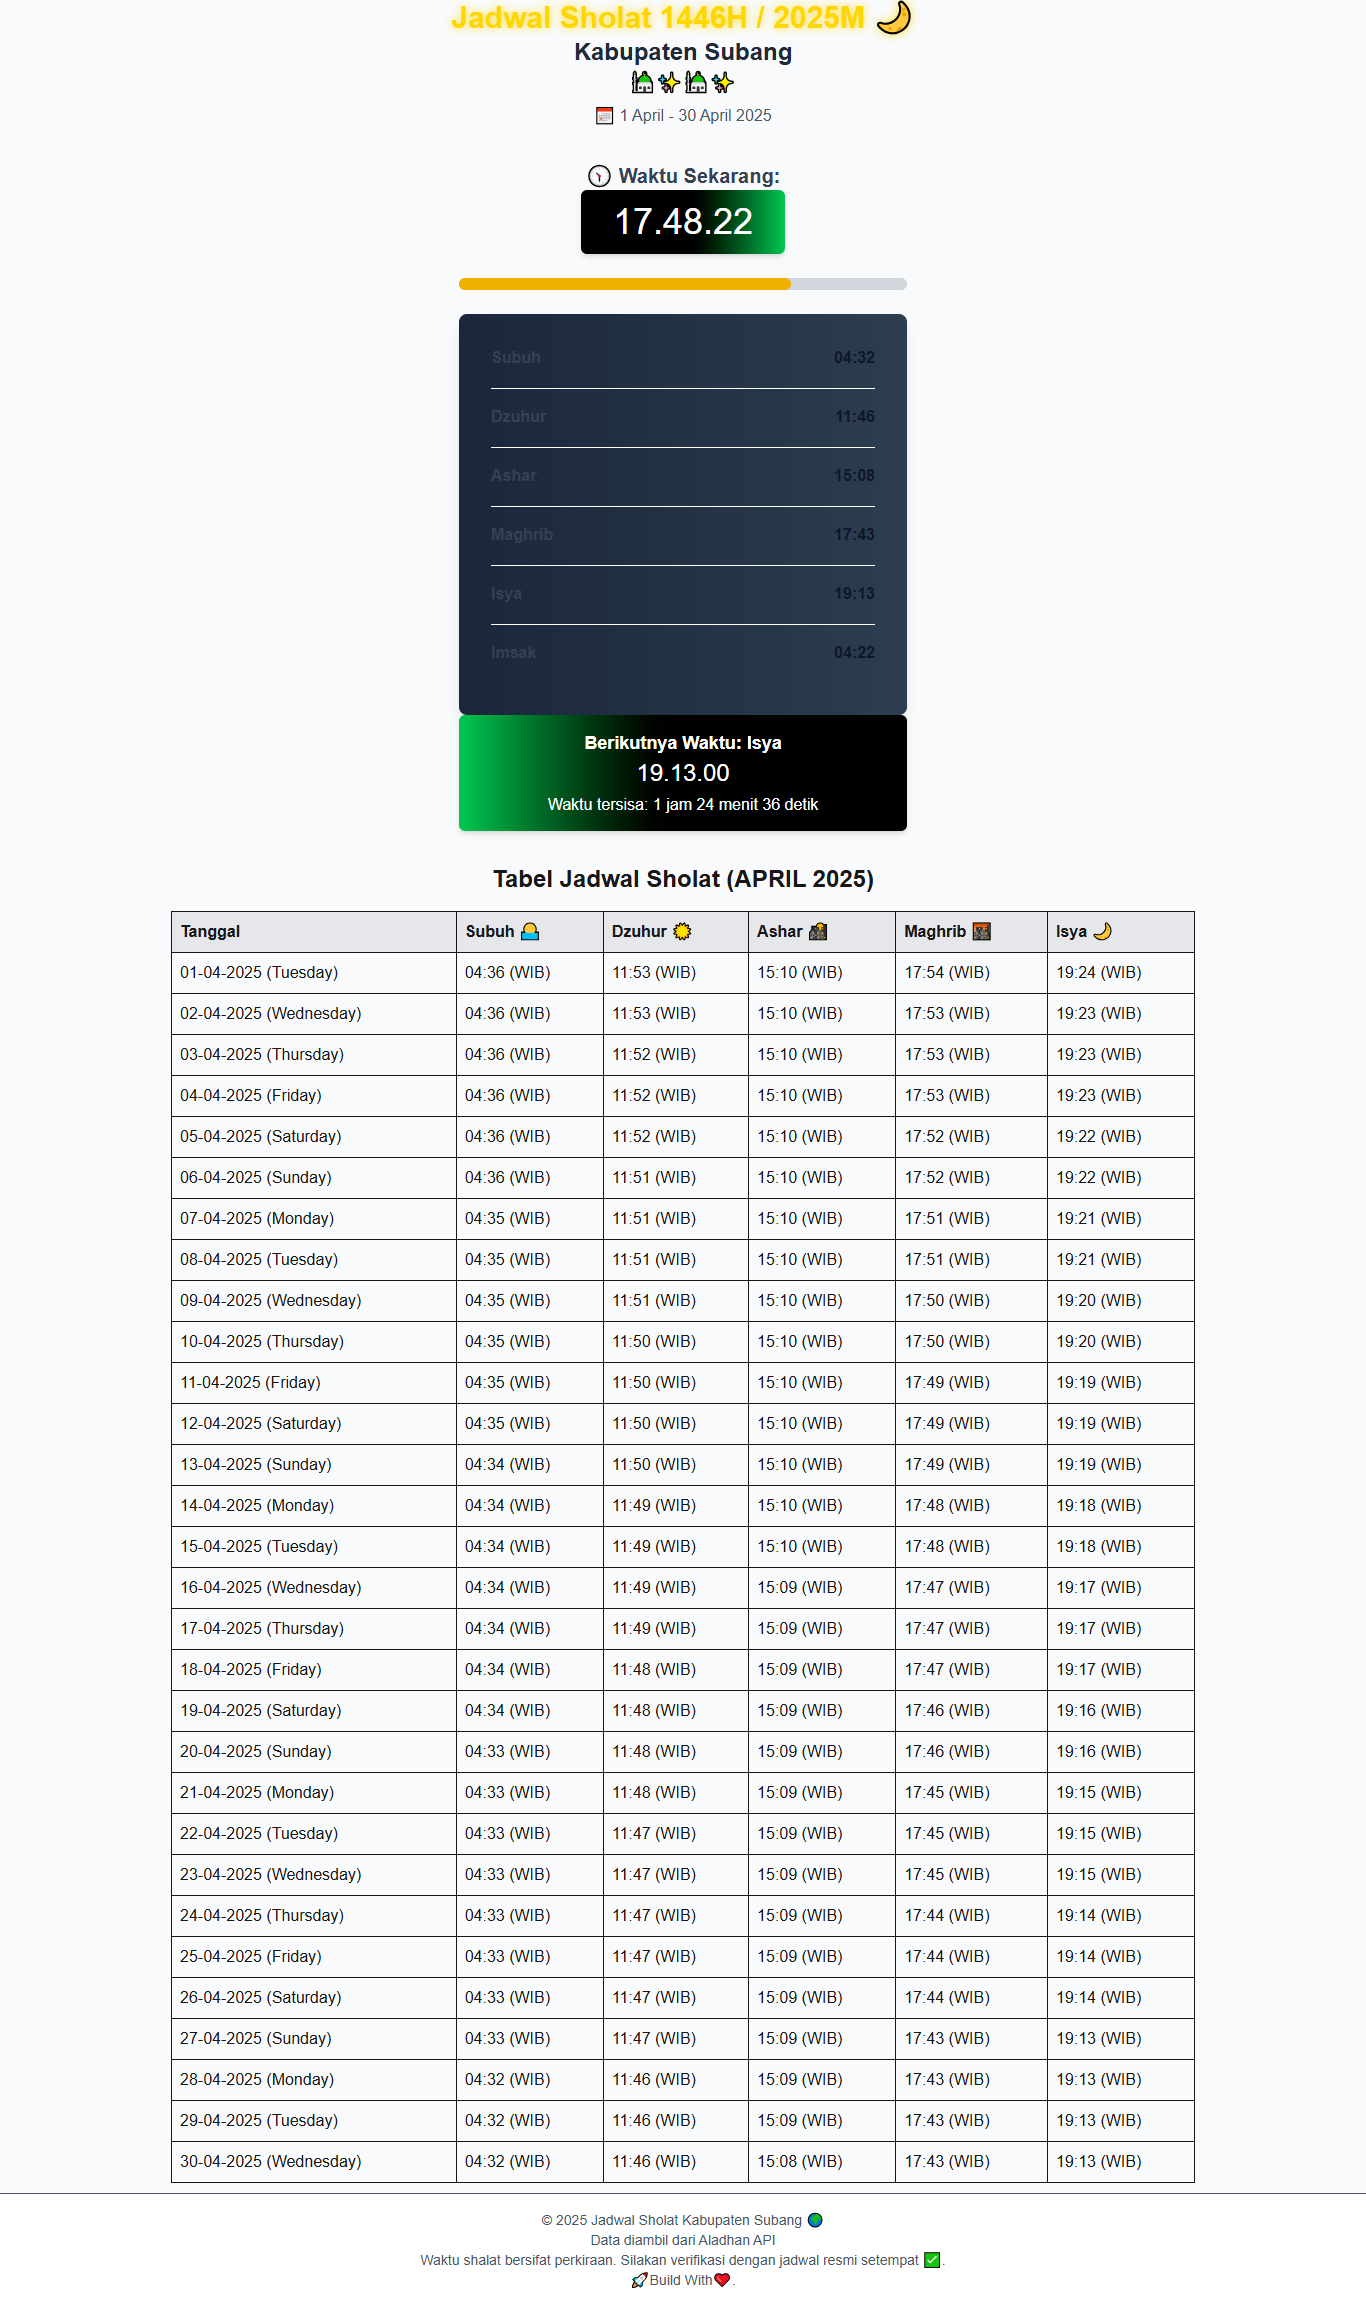 Jadwal Sholat 1446H / 2025M 🌙
Kabupaten Subang
🕌✨🕌✨
📅 1 April - 30 April 2025
🕥 Waktu Sekarang:
17.48.22
Subuh 04:32
Dzuhur 11:46
Ashar 15:08
Maghrib 17:43
Isya 19:13
Imsak 04:22
Berikutnya Waktu: Isya
19.13.00
Waktu tersisa: 1 jam 24 menit 36 detik
Tabel Jadwal Sholat (APRIL 2025)
Tanggal Subuh Dzuhur Ashar Maghrib Isya
01-04-2025 (Tuesday) 04:36 (WIB) 11:53 (WIB) 15:10 (WIB) 17:54 (WIB) 19:24 (WIB)
02-04-2025 (Wednesday) 04:36 (WIB) 11:53 (WIB) 15:10 (WIB) 17:53 (WIB) 19:23 (WIB)
03-04-2025 (Thursday) 04:36 (WIB) 11:52 (WIB) 15:10 (WIB) 17:53 (WIB) 19:23 (WIB)
04-04-2025 (Friday) 04:36 (WIB) 11:52 (WIB) 15:10 (WIB) 17:53 (WIB) 19:23 (WIB)
05-04-2025 (Saturday) 04:36 (WIB) 11:52 (WIB) 15:10 (WIB) 17:52 (WIB) 19:22 (WIB)
06-04-2025 (Sunday) 04:36 (WIB) 11:51 (WIB) 15:10 (WIB) 17:52 (WIB) 19:22 (WIB)
07-04-2025 (Monday) 04:35 (WIB) 11:51 (WIB) 15:10 (WIB) 17:51 (WIB) 19:21 (WIB)
08-04-2025 (Tuesday) 04:35 (WIB) 11:51 (WIB) 15:10 (WIB) 17:51 (WIB) 19:21 (WIB)
09-04-2025 (Wednesday) 04:35 (WIB) 11:51 (WIB) 15:10 (WIB) 17:50 (WIB) 19:20 (WIB)
10-04-2025 (Thursday) 04:35 (WIB) 11:50 (WIB) 15:10 (WIB) 17:50 (WIB) 19:20 (WIB)
11-04-2025 (Friday) 04:35 (WIB) 11:50 (WIB) 15:10 (WIB) 17:49 (WIB) 19:19 (WIB)
12-04-2025 (Saturday) 04:35 (WIB) 11:50 (WIB) 15:10 (WIB) 17:49 (WIB) 19:19 (WIB)
13-04-2025 (Sunday) 04:34 (WIB) 11:50 (WIB) 15:10 (WIB) 17:49 (WIB) 19:19 (WIB)
14-04-2025 (Monday) 04:34 (WIB) 11:49 (WIB) 15:10 (WIB) 17:48 (WIB) 19:18 (WIB)
15-04-2025 (Tuesday) 04:34 (WIB) 11:49 (WIB) 15:10 (WIB) 17:48 (WIB) 19:18 (WIB)
16-04-2025 (Wednesday) 04:34 (WIB) 11:49 (WIB) 15:09 (WIB) 17:47 (WIB) 19:17 (WIB)
17-04-2025 (Thursday) 04:34 (WIB) 11:49 (WIB) 15:09 (WIB) 17:47 (WIB) 19:17 (WIB)
18-04-2025 (Friday) 04:34 (WIB) 11:48 (WIB) 15:09 (WIB) 17:47 (WIB) 19:17 (WIB)
19-04-2025 (Saturday) 04:34 (WIB) 11:48 (WIB) 15:09 (WIB) 17:46 (WIB) 19:16 (WIB)
20-04-2025 (Sunday) 04:33 (WIB) 11:48 (WIB) 15:09 (WIB) 17:46 (WIB) 19:16 (WIB)
21-04-2025 (Monday) 04:33 (WIB) 11:48 (WIB) 15:09 (WIB) 17:45 (WIB) 19:15 (WIB)
22-04-2025 (Tuesday) 04:33 (WIB) 11:47 (WIB) 15:09 (WIB) 17:45 (WIB) 19:15 (WIB)
23-04-2025 (Wednesday) 04:33 (WIB) 11:47 (WIB) 15:09 (WIB) 17:45 (WIB) 19:15 (WIB)
24-04-2025 (Thursday) 04:33 (WIB) 11:47 (WIB) 15:09 (WIB) 17:44 (WIB) 19:14 (WIB)
25-04-2025 (Friday) 04:33 (WIB) 11:47 (WIB) 15:09 (WIB) 17:44 (WIB) 19:14 (WIB)
26-04-2025 (Saturday) 04:33 (WIB) 11:47 (WIB) 15:09 (WIB) 17:44 (WIB) 19:14 (WIB)
27-04-2025 (Sunday) 04:33 (WIB) 11:47 (WIB) 15:09 (WIB) 17:43 (WIB) 19:13 (WIB)
28-04-2025 (Monday) 04:32 (WIB) 11:46 (WIB) 15:09 (WIB) 17:43 (WIB) 19:13 (WIB)
29-04-2025 (Tuesday) 04:32 (WIB) 11:46 (WIB) 15:09 (WIB) 17:43 (WIB) 19:13 (WIB)
30-04-2025 (Wednesday) 04:32 (WIB) 11:46 (WIB) 15:08 (WIB) 17:43 (WIB) 19:13 (WIB)
© 2025 Jadwal Sholat Kabupaten Subang 🌍
Data diambil dari Aladhan API
Waktu shalat bersifat perkiraan. Silakan verifikasi dengan jadwal resmi setempat ✅.
🚀Build With❤️.